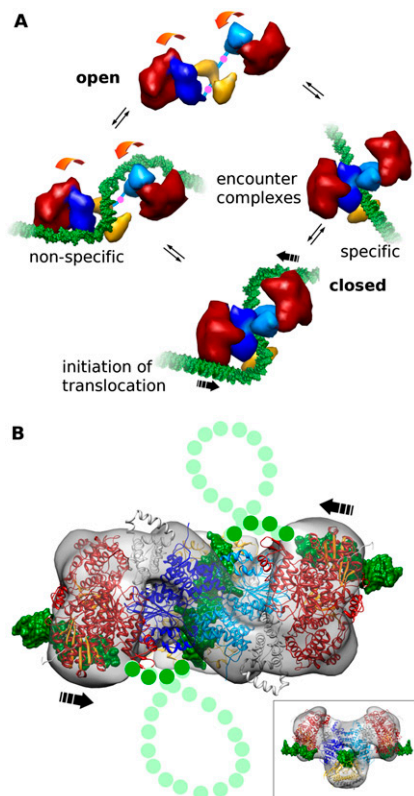 A
open
encounter
complexes
non-specific
specific
closed
initiation of
translocation
B